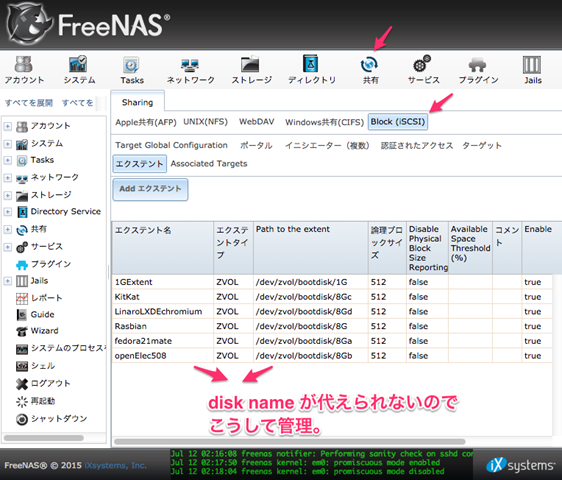 FreeNAS®
アカウント
システム
Tasks
ネットワーク
ストレージ
ディレクトリ
共有
サービス
プラグイン
Jails
すべてを展開 すべてを
アカウント
システム
Tasks
ネットワーク
ストレージ
Directory Service
共有
サービス
プラグイン
Jails
レポート
Guide
Wizard
システムのプロセスを
シェル
ログアウト
再起動
シャットダウン
Sharing
Apple共有(AFP) UNIX(NFS) WebDAV Windows共有(CIFS) Block (iSCSI)
Target Global Configuration ポータル イニシエーター（複数） 認証されたアクセス ターゲット
エクステント Associated Targets
Add エクステント
エクステント名
エクステ
ントタイ
プ
Path to the extent
論理ブロ
ックサイ
ズ
Disable
Physical
Block
Size
Reporting
Available
Space
Threshold
(%)
コメン
ト
Enable
1GExtent ZVOL /dev/zvol/bootdisk/1G 512 false true
KitKat ZVOL /dev/zvol/bootdisk/8Gc 512 false true
LinaroLXDEchromium ZVOL /dev/zvol/bootdisk/8Gd 512 false true
Rasbian ZVOL /dev/zvol/bootdisk/8G 512 false true
fedora21mate ZVOL /dev/zvol/bootdisk/8Ga 512 false true
openElec508 ZVOL /dev/zvol/bootdisk/8Gb 512 false true
disk name が代えられないので
こうして管理。
FreeNAS® © 2015 iXsystems, Inc.
Jul 12 02:16:08 freenas notifier: Performing sanity check on sshd con
Jul 12 02:17:50 freenas kernel: em0: promiscuous mode enabled
Jul 12 02:18:04 freenas kernel: em0: promiscuous mode disabled
iXsystems